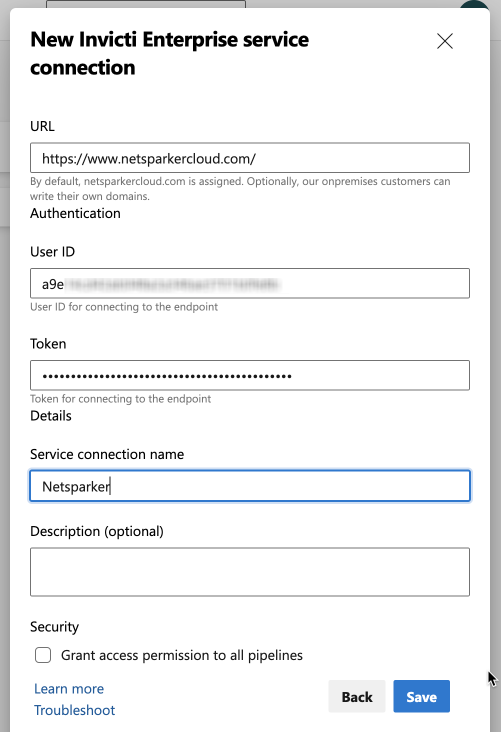 New Invicti Enterprise service
connection
URL
https://www.netsparkercloud.com/
By default, netsparkercloud.com is assigned. Optionally, our onpremises customers can
write their own domains.
Authentication
User ID
a9e
User ID for connecting to the endpoint
Token
••••••••••••••••••••••••••••••••••••••••••••
Token for connecting to the endpoint
Details
Service connection name
Netsparker
Description (optional)
Security
Grant access permission to all pipelines
Learn more
Back
Save
Troubleshoot